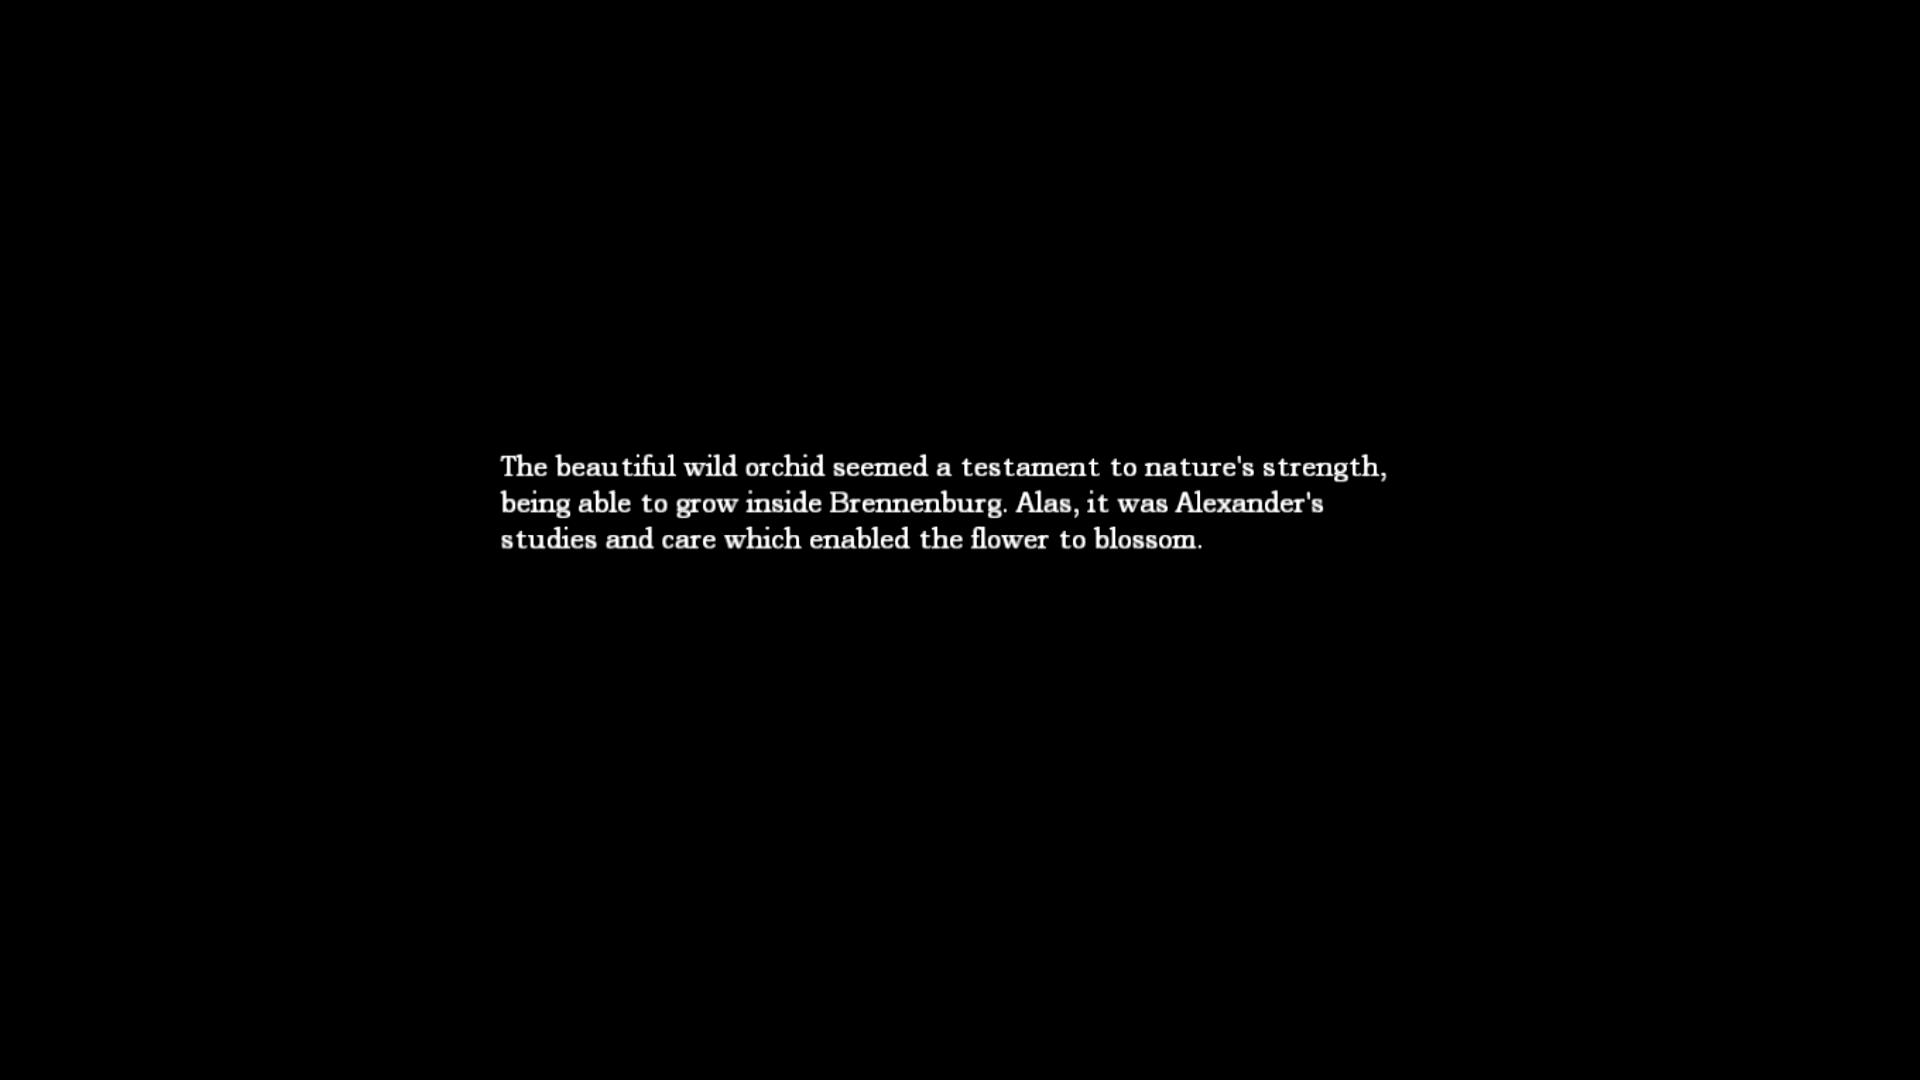 The beautiful wild orchid seemed a testament to nature's strength,
being able to grow inside Brennenburg. Alas, it was Alexander's
studies and care which enabled the flower to blossom.